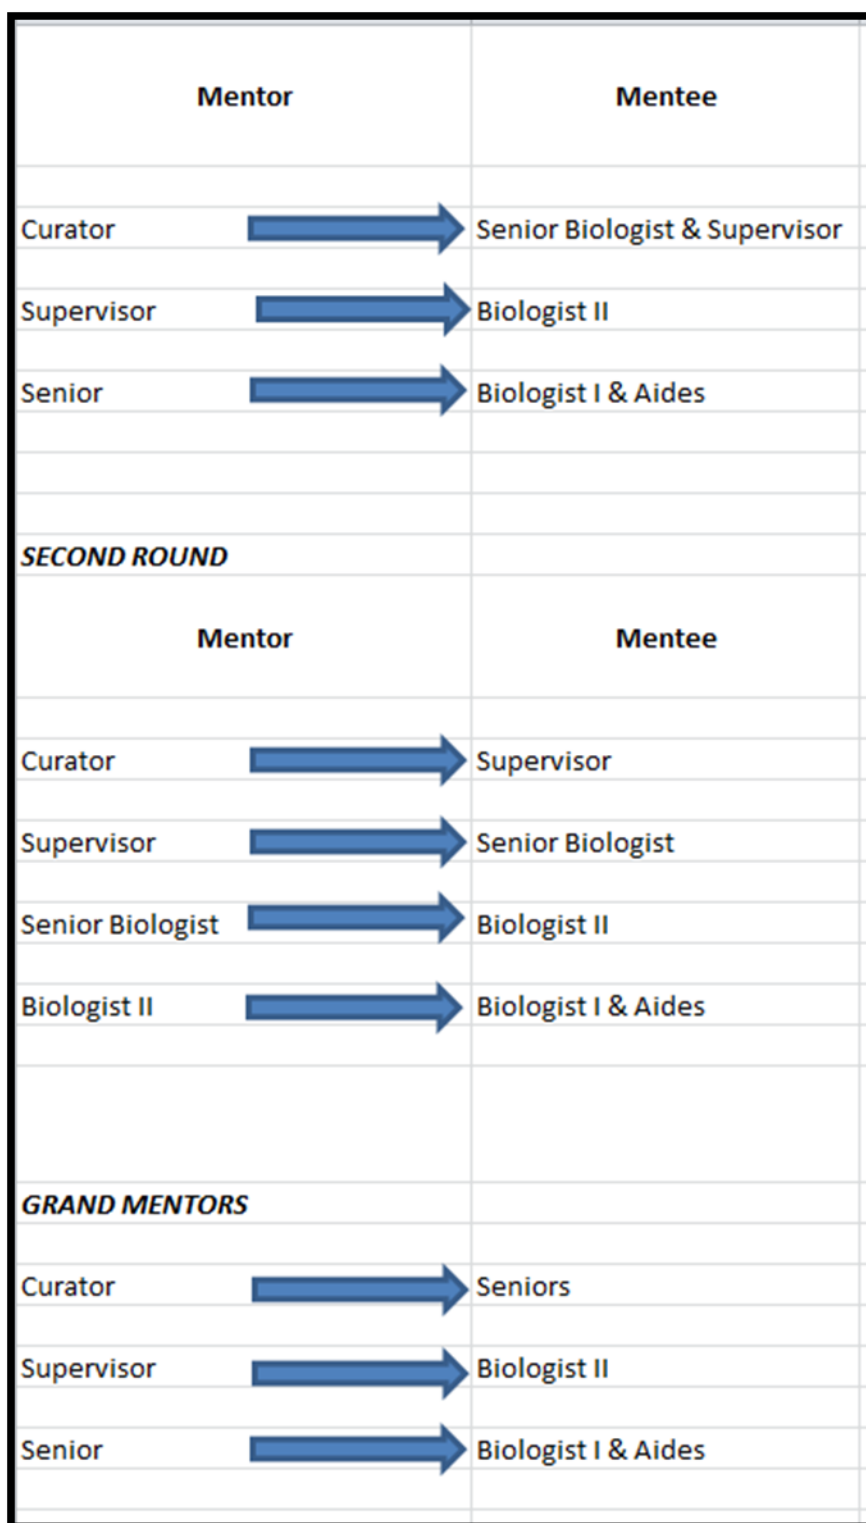 Mentor Mentee
Curator Senior Biologist & Supervisor
Supervisor Biologist II
Senior Biologist I & Aides
SECOND ROUND
Mentor Mentee
Curator Supervisor
Supervisor Senior Biologist
Senior Biologist Biologist II
Biologist II Biologist I & Aides
GRAND MENTORS
Curator Seniors
Supervisor Biologist II
Senior Biologist I & Aides